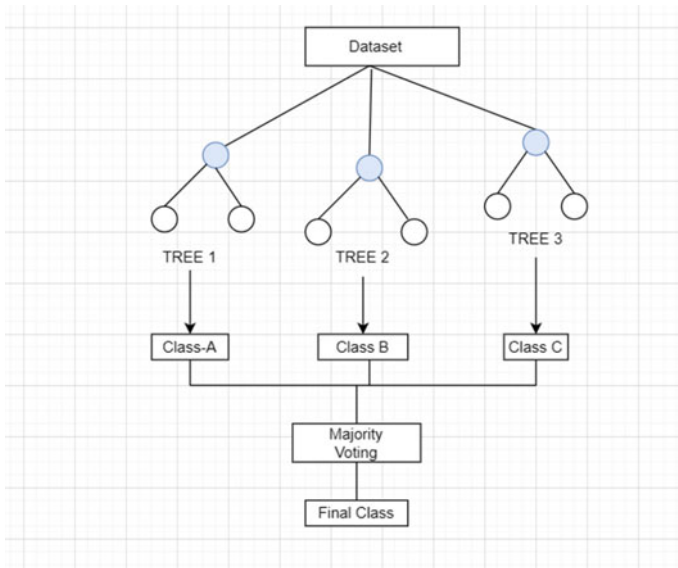 Dataset
TREE 1
TREE 2
TREE 3
Class-A
Class B
Class C
Majority
Voting
Final Class